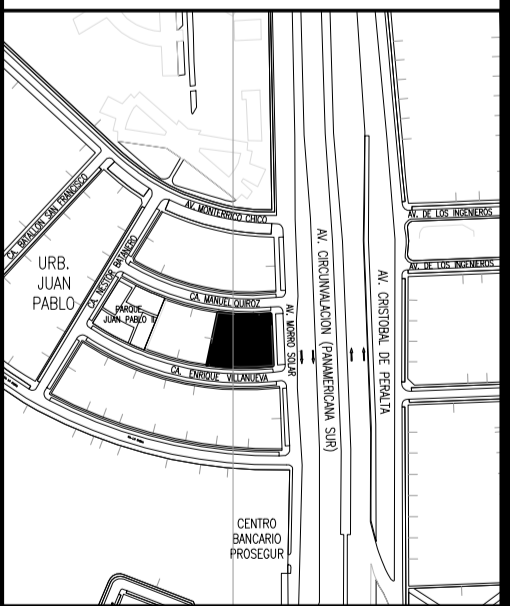 CA. BATALLON SAN FRANCISCO
AV. MONTERRICO CHICO
AV. DE LOS INGENIEROS
CA. NESTOR BATANERO
URB.
JUAN
PABLO
AV. DE LOS INGENIEROS
CA. MANUEL QUIROZ
PARQUE
JUAN PABLO II
AV. MORRO SOLAR
AV. CIRCUNVALACION (PANAMERICANA SUR)
AV. CRISTOBAL DE PERALTA
CA. ENRIQUE VILLANUEVA
CENTRO
BANCARIO
PROSEGUR